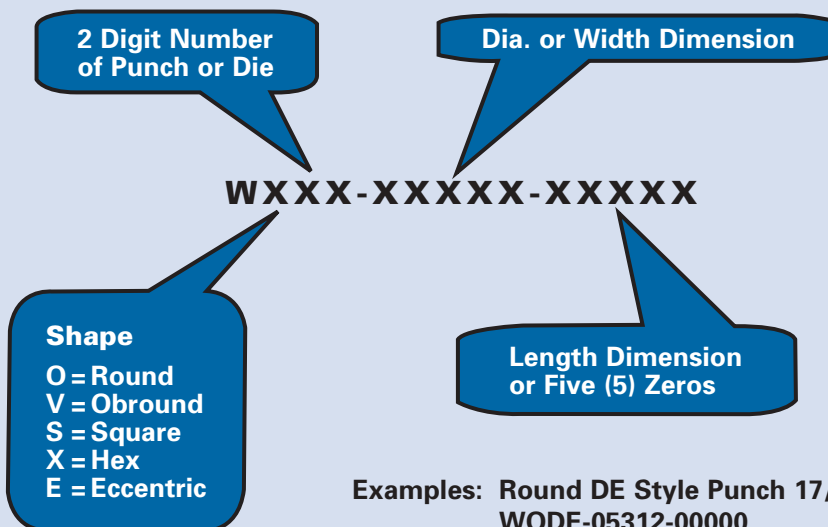 2 Digit Number
of Punch or Die
Dia. or Width Dimension
WXXX-XXXXX-XXXXX
Shape
O = Round
V = Obround
S = Square
X = Hex
E = Eccentric
Length Dimension
or Five (5) Zeros
Examples: Round DE Style Punch 17/
WODE-05312-00000